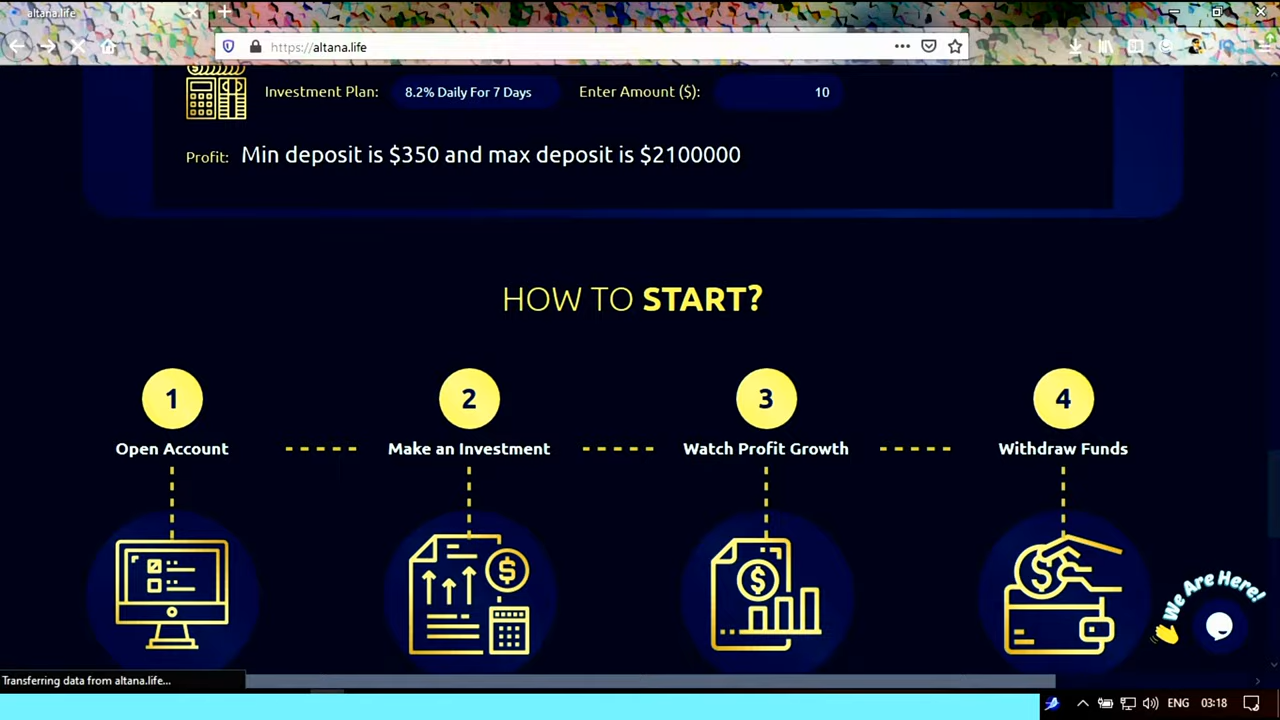 altana.life
https://altana.life
Investment Plan: 8.2% Daily For 7 Days Enter Amount ($): 10
Profit: Min deposit is $350 and max deposit is $2100000
HOW TO START?
1 2 3 4
Open Account Make an Investment Watch Profit Growth Withdraw Funds
We Are Here!
Transferring data from altana.life...
ENG 03:18